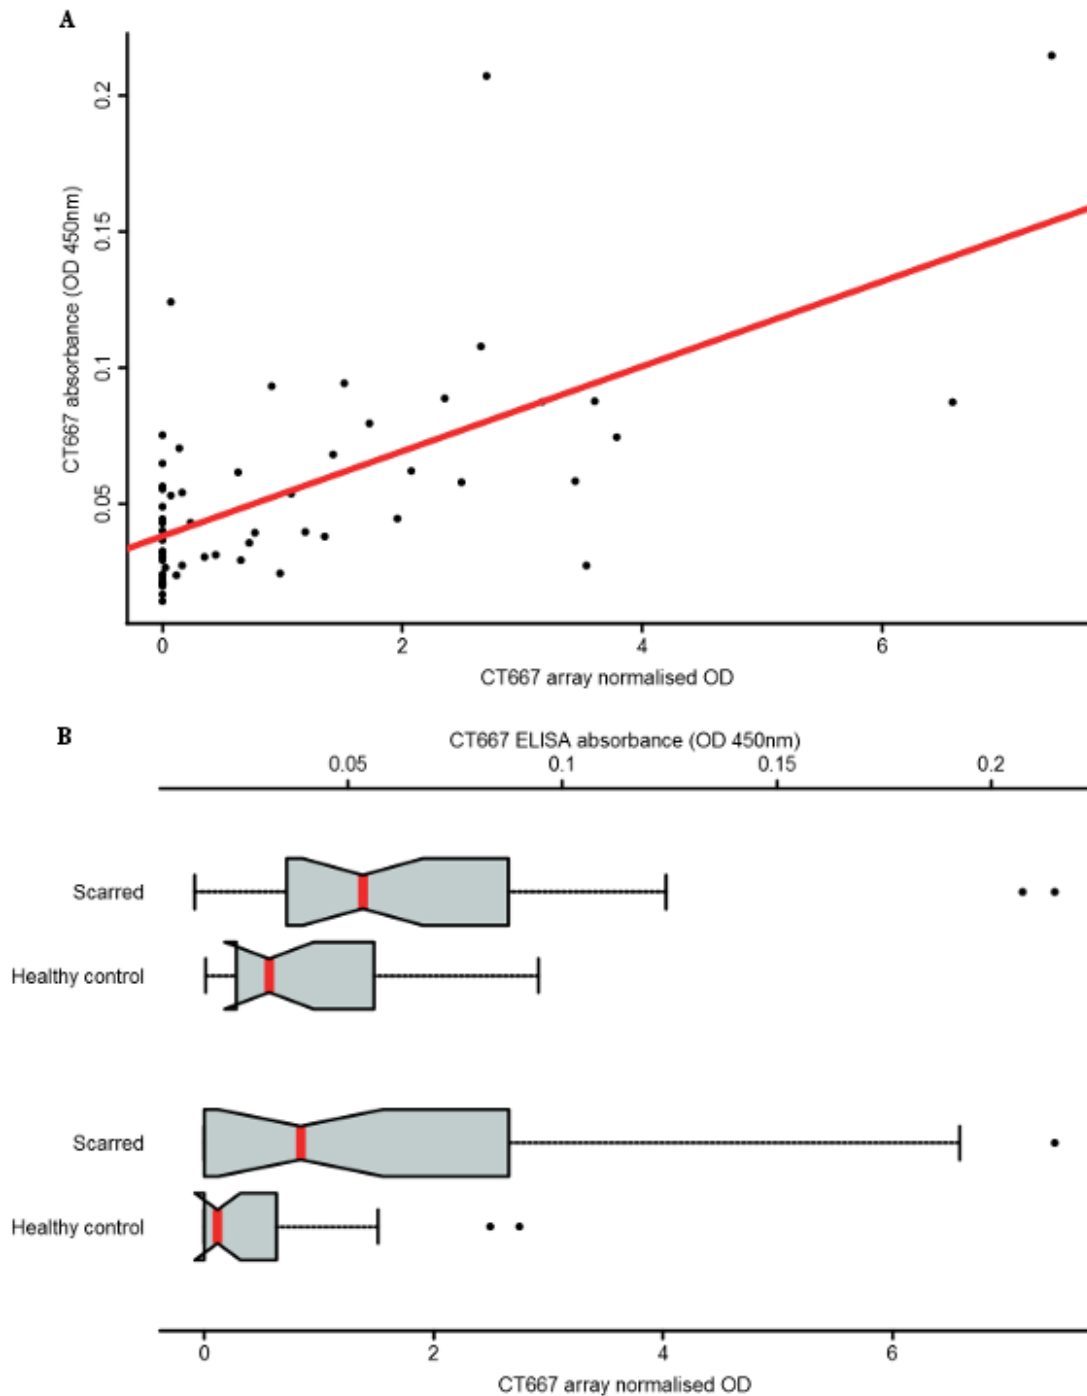 A
CT667 absorbance (OD 450nm)
0.2
0.15
0.1
0.05
0 2 4 6
CT667 array normalised OD
B
CT667 ELISA absorbance (OD 450nm)
0.05 0.1 0.15 0.2
Scarred
Healthy control
Scarred
Healthy control
0 2 4 6
CT667 array normalised OD